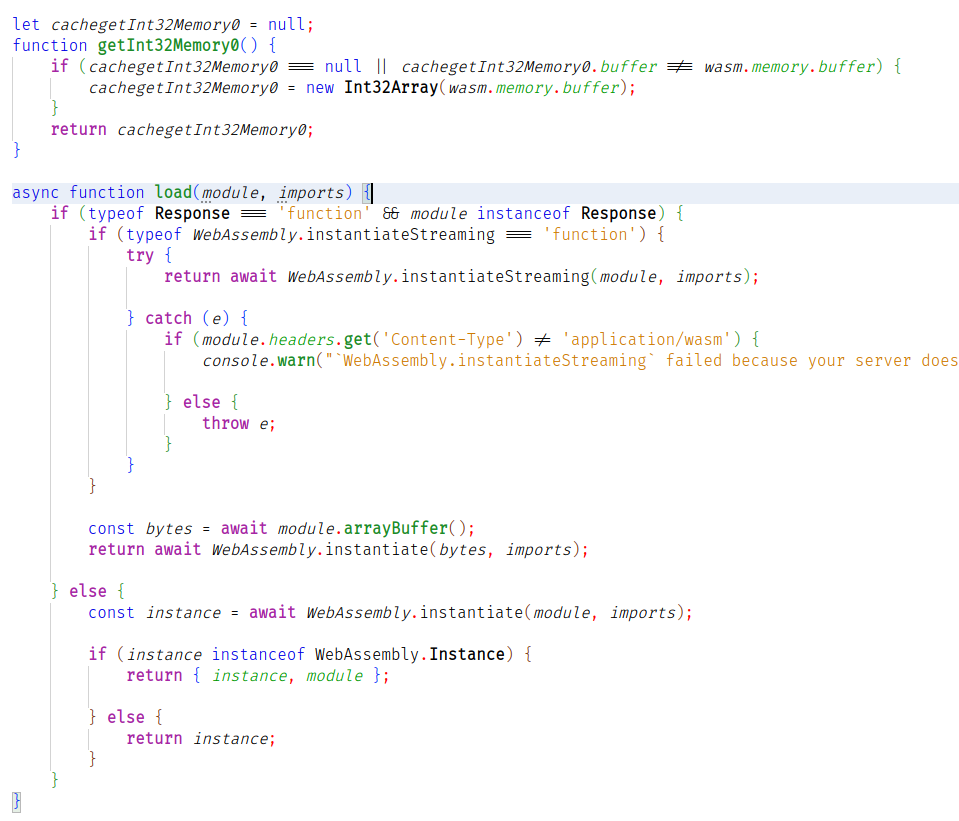 let cachegetInt32Memory0 = null;
function getInt32Memory0() {
    if (cachegetInt32Memory0 === null || cachegetInt32Memory0.buffer !== wasm.memory.buffer) {
        cachegetInt32Memory0 = new Int32Array(wasm.memory.buffer);
    }
    return cachegetInt32Memory0;
}

async function load(module, imports) {
    if (typeof Response === 'function' && module instanceof Response) {
        if (typeof WebAssembly.instantiateStreaming === 'function') {
            try {
                return await WebAssembly.instantiateStreaming(module, imports);

            } catch (e) {
                if (module.headers.get('Content-Type') != 'application/wasm') {
                    console.warn("`WebAssembly.instantiateStreaming` failed because your server does

                } else {
                    throw e;
                }
            }
        }

        const bytes = await module.arrayBuffer();
        return await WebAssembly.instantiate(bytes, imports);

    } else {
        const instance = await WebAssembly.instantiate(module, imports);

        if (instance instanceof WebAssembly.Instance) {
            return { instance, module };

        } else {
            return instance;
        }
    }
}